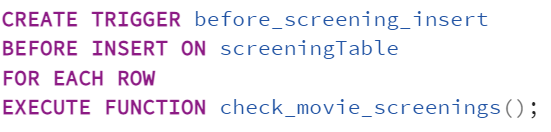 CREATE TRIGGER before_screening_insert
BEFORE INSERT ON screeningTable
FOR EACH ROW
EXECUTE FUNCTION check_movie_screenings();